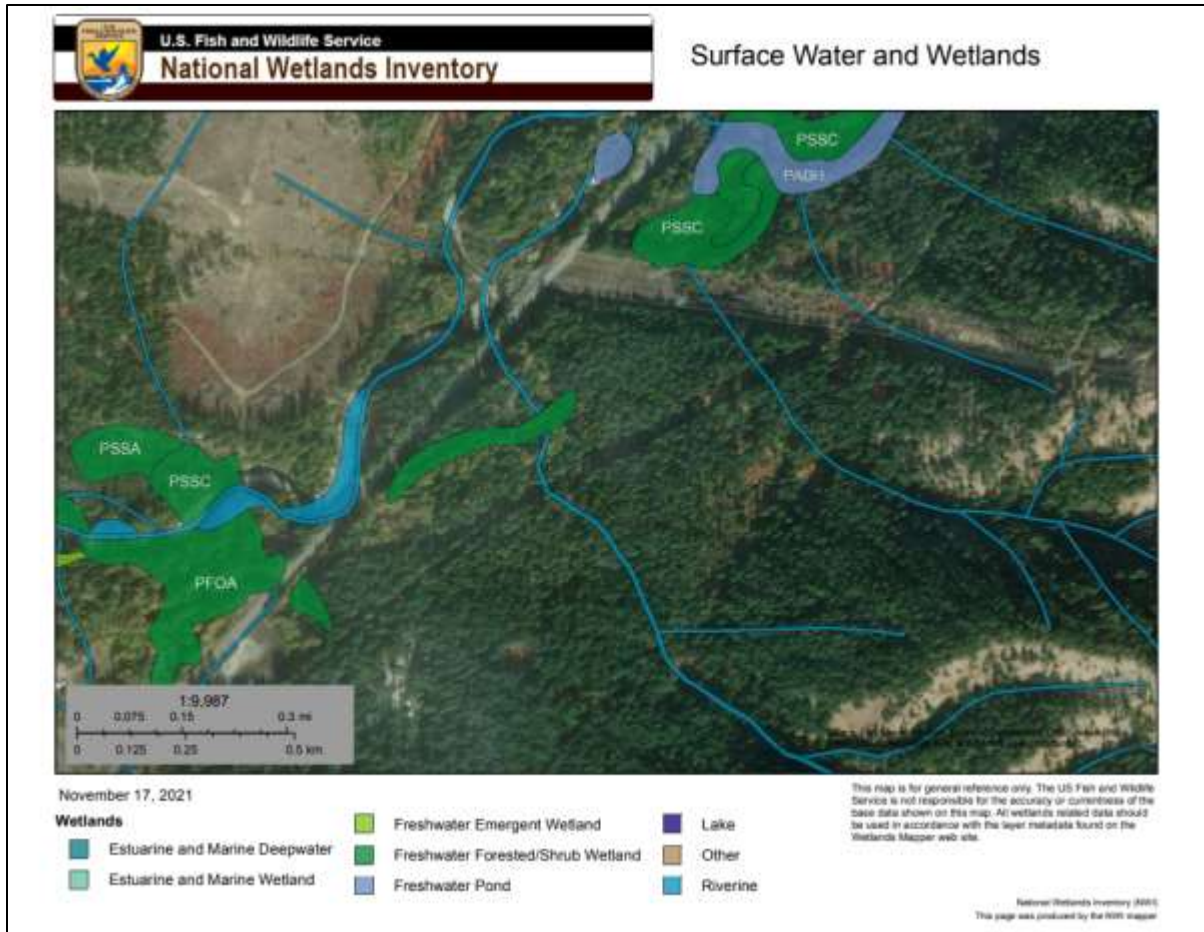 U.S. Fish and Wildlife Service
National Wetlands Inventory
Surface Water and Wetlands
PSSC
PSSC
PSSA
PSSC
PFOA
1:9,987
0 0.075 0.15 0.3 mi
0 0.125 0.25 0.5 km
November 17, 2021
Wetlands
Estuarine and Marine Deepwater
Estuarine and Marine Wetland
Freshwater Emergent Wetland
Freshwater Forested/Shrub Wetland
Freshwater Pond
Lake
Other
Riverine
This map is for general reference only. The US Fish and Wildlife
Service is not responsible for the accuracy or currentness of the
base data shown on this map. All wetlands related data should
be used in accordance with the layer metadata found on the
Wetlands Mapper web site.
National Wetlands Inventory (NWI)
This page was produced by the NWI mapper